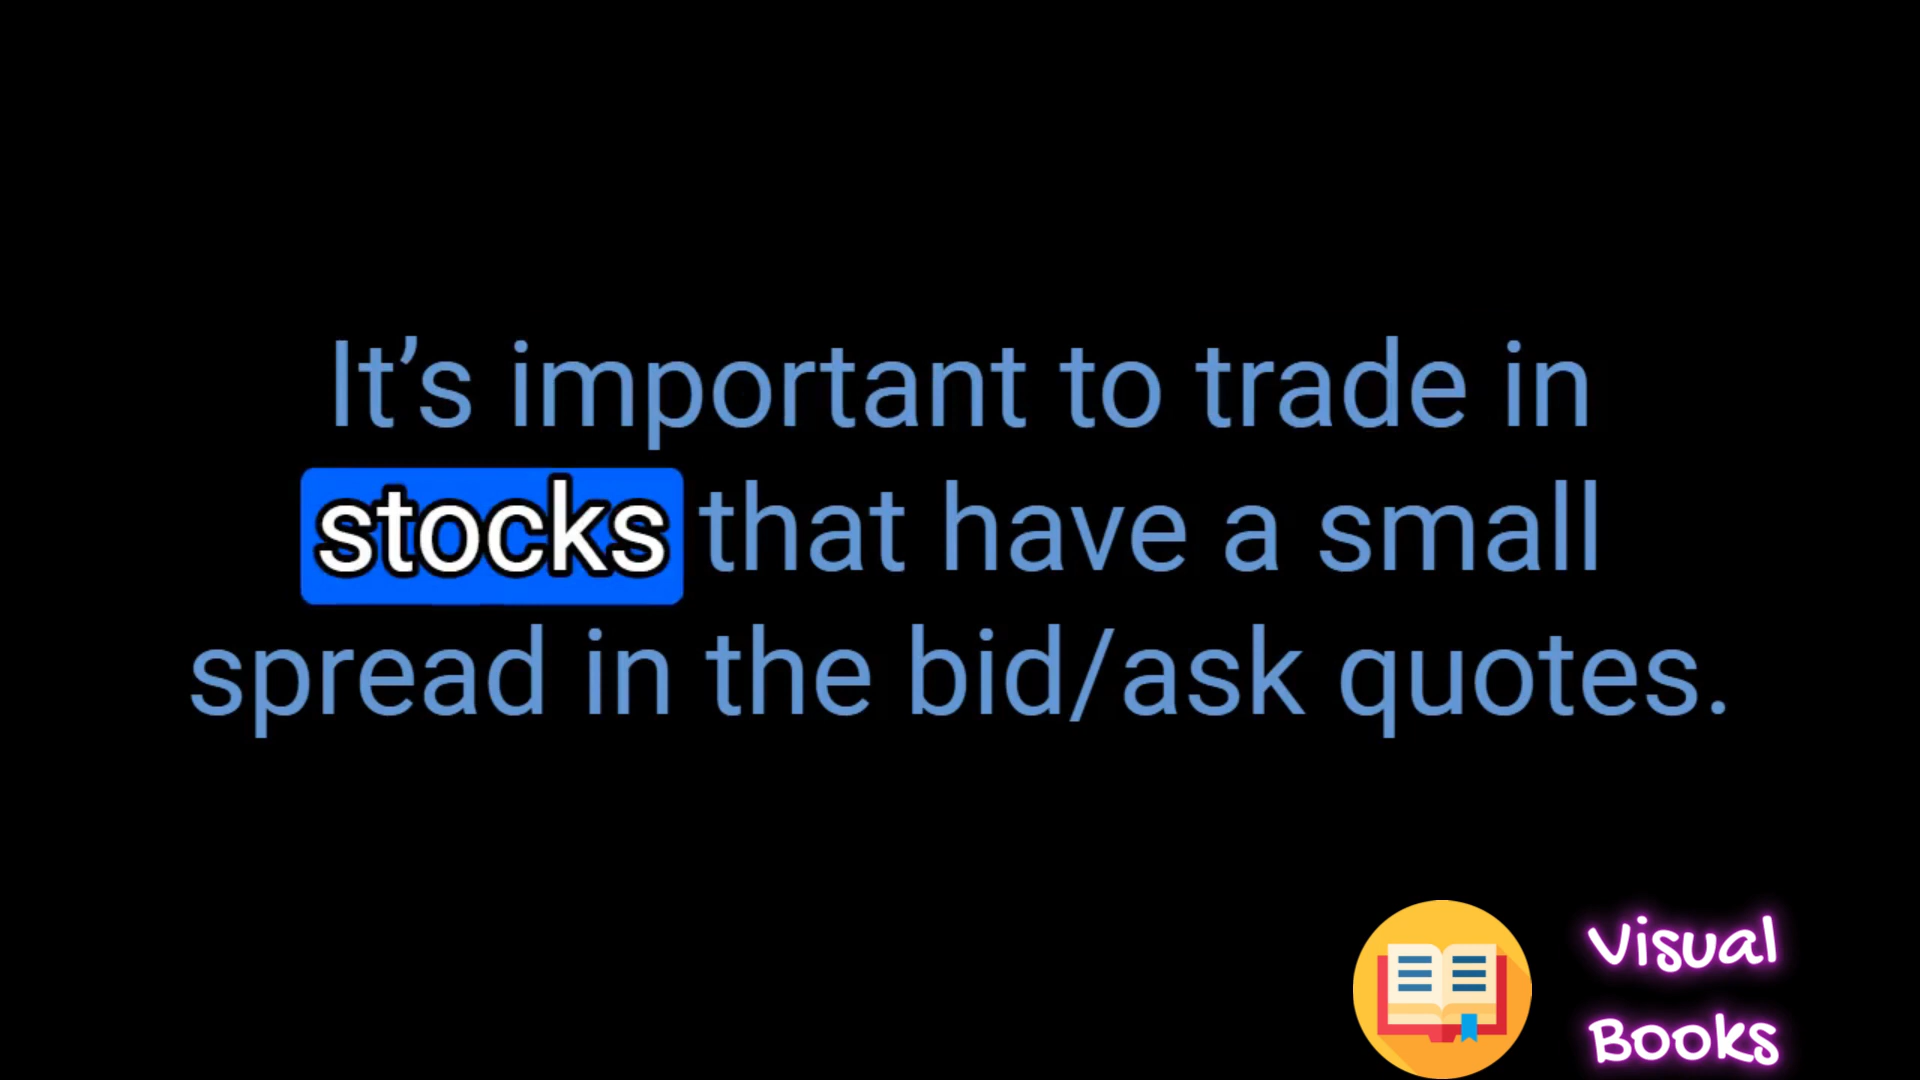 It’s important to trade in
stocks that have a small
spread in the bid/ask quotes.
Visual
Books